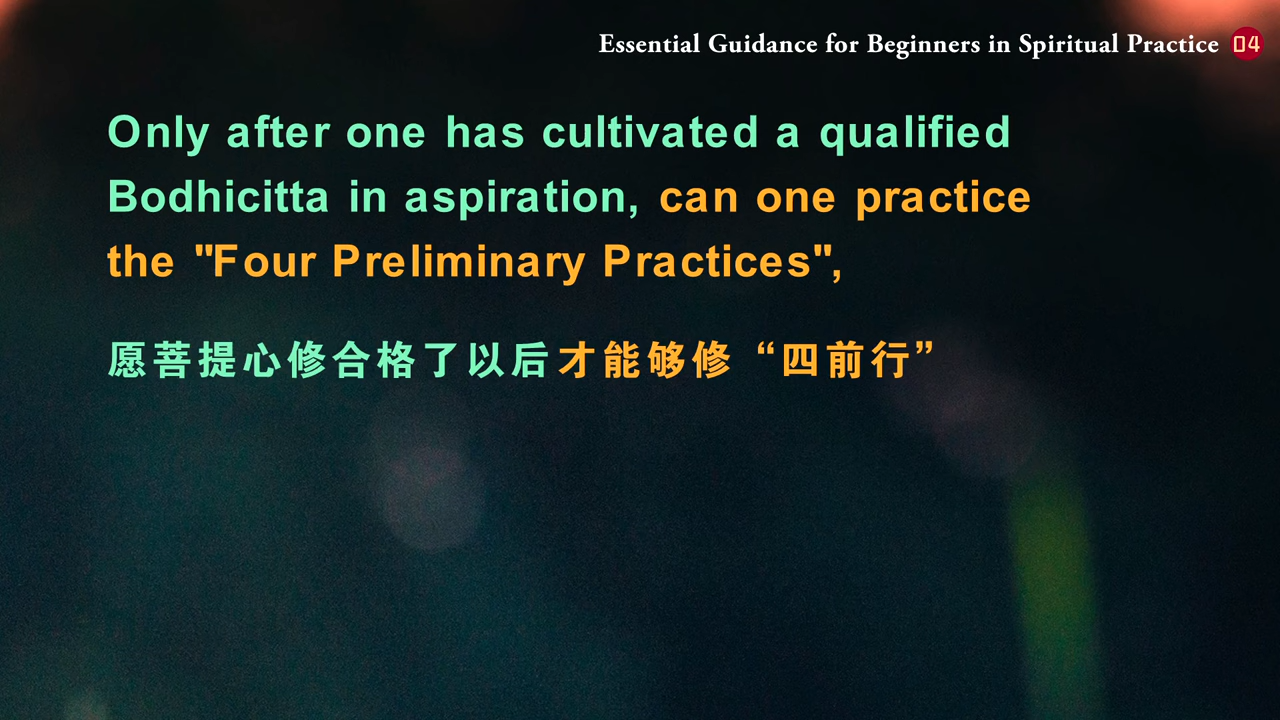 Essential Guidance for Beginners in Spiritual Practice 04
Only after one has cultivated a qualified
Bodhicitta in aspiration, can one practice
the "Four Preliminary Practices",
愿菩提心修合格了以后才能够修“四前行”